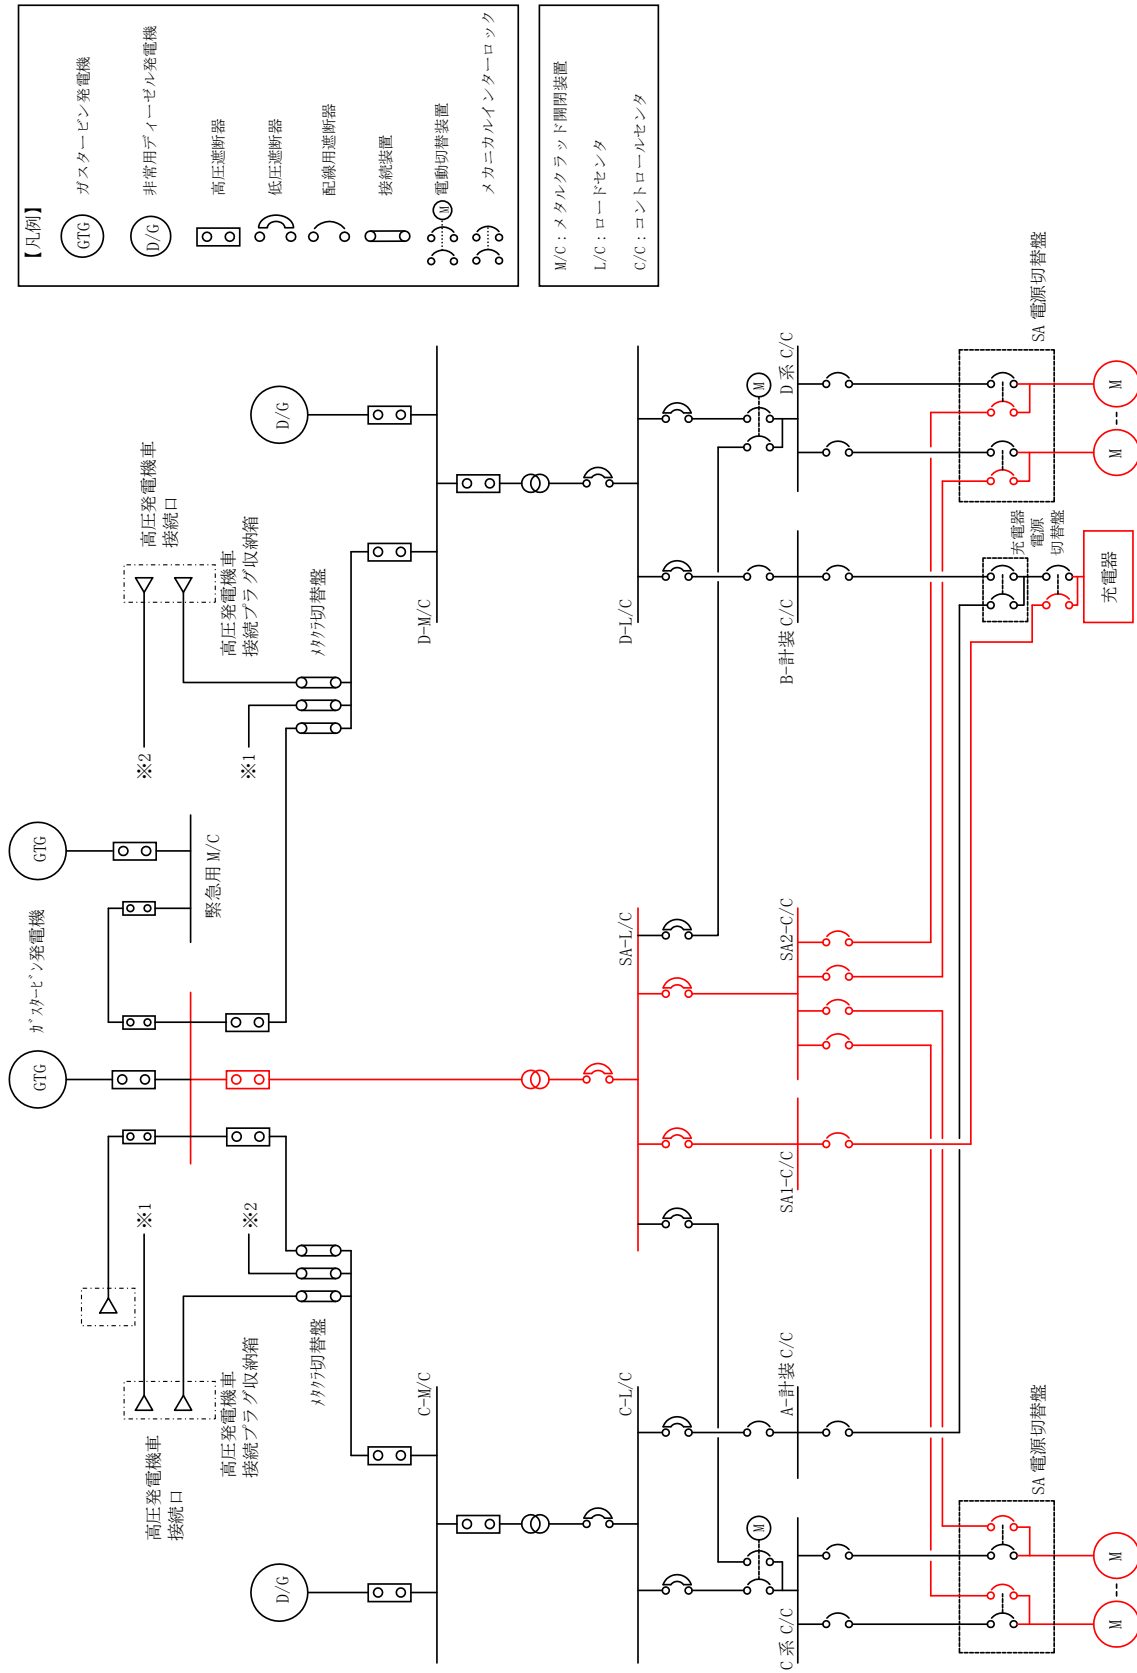 【凡例】
GTG ガスタービン発電機
D/G 非常用ディーゼル発電機
高圧遮断器
低圧遮断器
配線用遮断器
接続装置
M 電動切替装置
メカニカルインターロック
M/C：メタルクラッド開閉装置
L/C：ロードセンタ
C/C：コントロールセンタ
GTG
ｶﾞｽﾀｰﾋﾞﾝ発電機
GTG
緊急用 M/C
※1
※2
高圧発電機車
接続口
高圧発電機車
接続プラグ収納箱
ﾒﾀｸﾗ切替盤
※2
※1
高圧発電機車
接続口
高圧発電機車
接続プラグ収納箱
ﾒﾀｸﾗ切替盤
D/G
C-M/C
D/G
D-M/C
C-L/C
SA-L/C
D-L/C
M
M
C 系 C/C
A-計装 C/C
SA1-C/C
SA2-C/C
B-計装 C/C
D 系 C/C
SA 電源切替盤
充電器
電源
切替盤
SA 電源切替盤
M
M
充電器
M
M